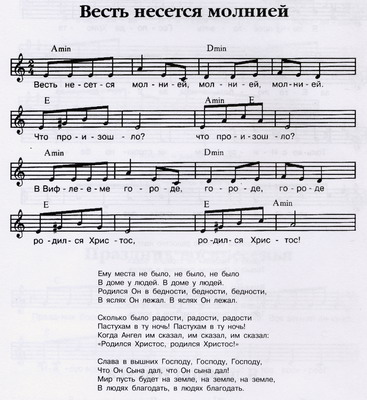 Весть несется молнией
Amin Dmin
Весть не-сет-ся мол-ни-ей, мол-ни-ей, мол-ни-ей.
E Amin E
Что про-и-зош-ло? что про-и-зош-ло?
Amin Dmin
В Виф-ле-е-ме го-ро-де, го-ро-де, го-ро-де
E E Amin
ро-дил-ся Хрис-тос, ро-дил-ся Хрис-тос!
Ему места не было, не было, не было
В доме у людей. В доме у людей.
Родился Он в бедности, бедности, бедности,
В яслях Он лежал. В яслях Он лежал.
Сколько было радости, радости, радости
Пастухам в ту ночь! Пастухам в ту ночь!
Когда Ангел им сказал, им сказал, им сказал:
«Родился Христос, родился Христос!»
Слава в вышних Господу, Господу, Господу,
Что Он Сына дал, что Он сына дал!
Мир пусть будет на земле, на земле, на земле,
В людях благодать, в людях благодать.